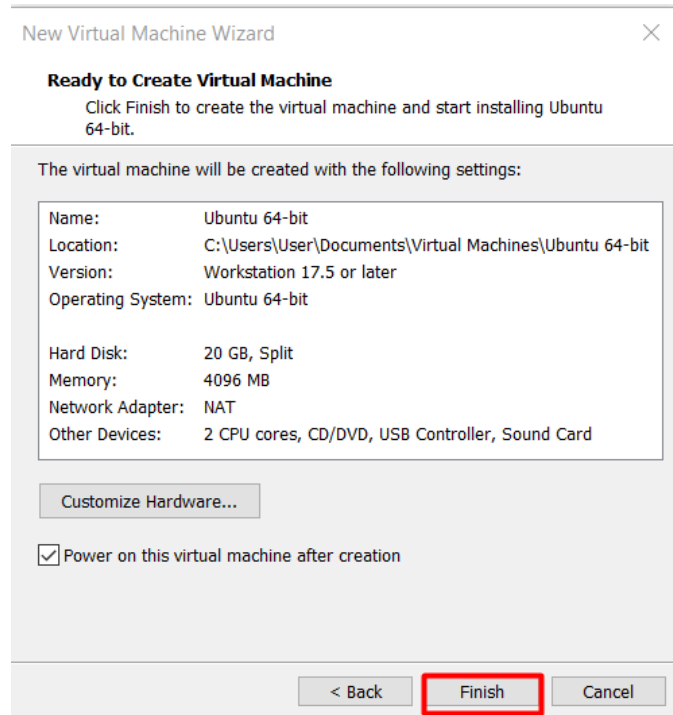 New Virtual Machine Wizard
Ready to Create Virtual Machine
Click Finish to create the virtual machine and start installing Ubuntu
64-bit.
The virtual machine will be created with the following settings:
Name: Ubuntu 64-bit
Location: C:\Users\User\Documents\Virtual Machines\Ubuntu 64-bit
Version: Workstation 17.5 or later
Operating System: Ubuntu 64-bit
Hard Disk: 20 GB, Split
Memory: 4096 MB
Network Adapter: NAT
Other Devices: 2 CPU cores, CD/DVD, USB Controller, Sound Card
Customize Hardware...
Power on this virtual machine after creation
< Back Finish Cancel